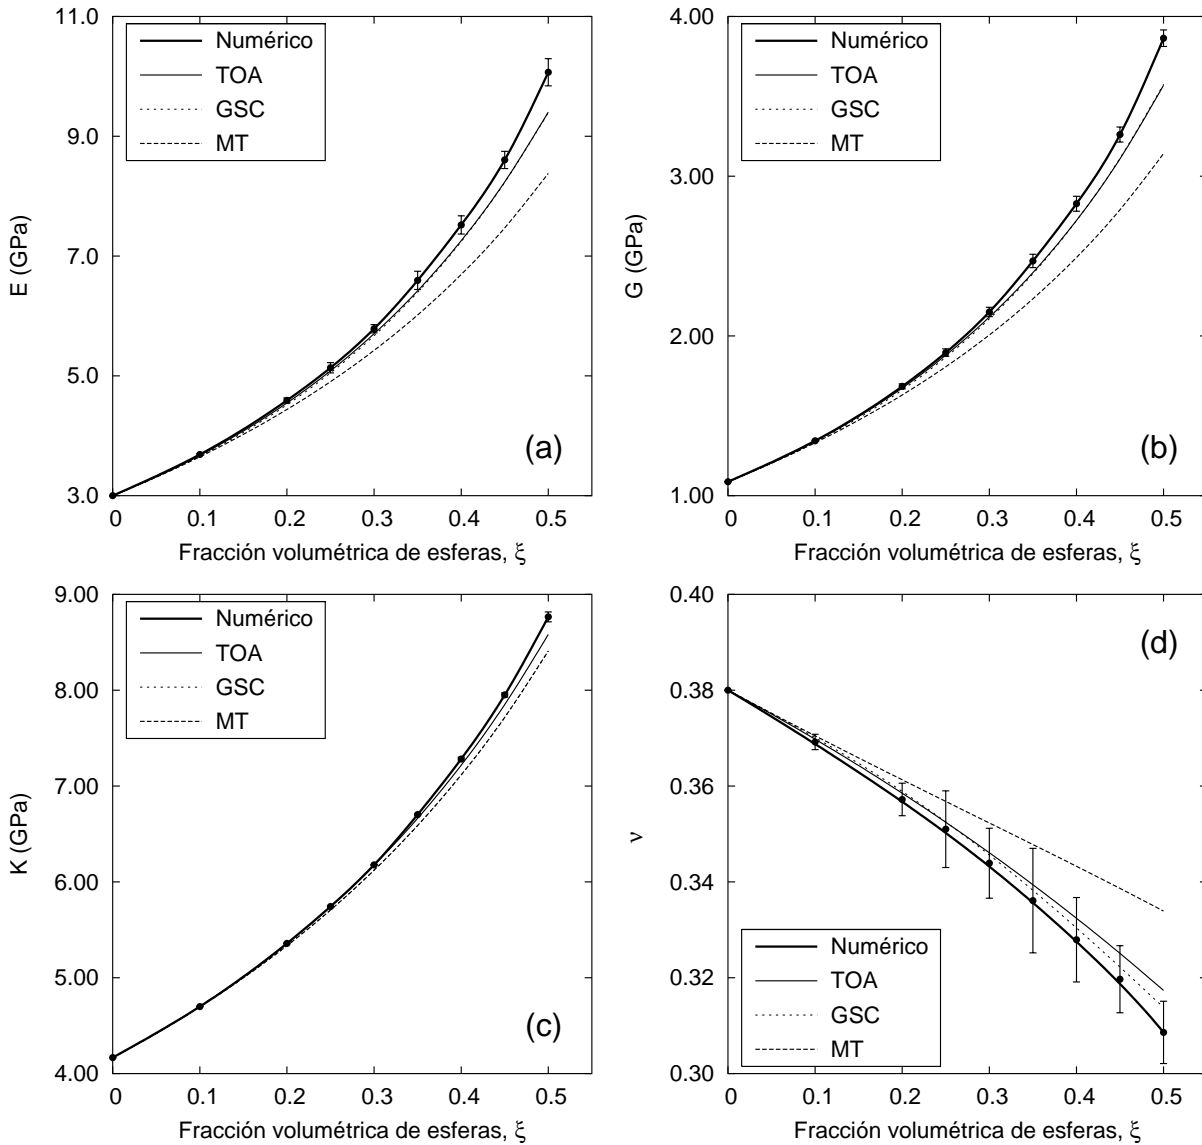 11.0
9.0
7.0
5.0
3.0
E (GPa)
Numérico
TOA
GSC
MT
(a)
0 0.1 0.2 0.3 0.4 0.5
Fracción volumétrica de esferas, ξ
4.00
3.00
2.00
1.00
G (GPa)
Numérico
TOA
GSC
MT
(b)
0 0.1 0.2 0.3 0.4 0.5
Fracción volumétrica de esferas, ξ
9.00
8.00
7.00
6.00
5.00
4.00
K (GPa)
Numérico
TOA
GSC
MT
(c)
0 0.1 0.2 0.3 0.4 0.5
Fracción volumétrica de esferas, ξ
0.40
0.38
0.36
0.34
0.32
0.30
ν
(d)
Numérico
TOA
GSC
MT
0 0.1 0.2 0.3 0.4 0.5
Fracción volumétrica de esferas, ξ